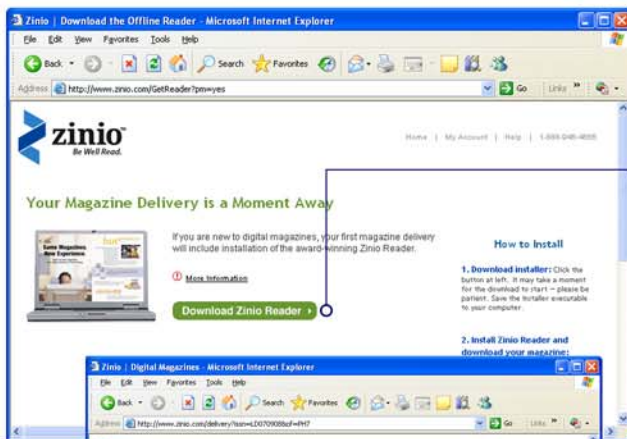 Zinio | Download the Offline Reader - Microsoft Internet Explorer
File Edit View Favorites Tools Help
Back Search Favorites
Address http://www.zinio.com/GetReader?pm=yes Go Links
zinio
Be Well Read.
Home | My Account | Help |
Your Magazine Delivery is a Moment Away
If you are new to digital magazines, your first magazine delivery
will include installation of the award-winning Zinio Reader.
More Information
Download Zinio Reader
How to Install
1. Download installer: Click the
button at left. It may take a moment
for the download to start – please be
patient. Save the installer executable
to your computer.
2. Install Zinio Reader and
download your magazine:
Same Magazines.
New Experience.
Zinio | Digital Magazines - Microsoft Internet Explorer
File Edit View Favorites Tools Help
Back Search Favorites
Address Go Links